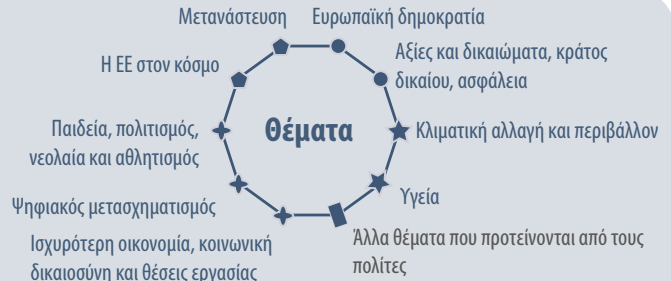 Μετανάστευση
Ευρωπαϊκή δημοκρατία
Αξίες και δικαιώματα, κράτος
δικαίου, ασφάλεια
Η ΕΕ στον κόσμο
Παιδεία, πολιτισμός,
νεολαία και αθλητισμός
Θέματα
Κλιματική αλλαγή και περιβάλλον
Ψηφιακός μετασχηματισμός
Υγεία
Ισχυρότερη οικονομία, κοινωνική
δικαιοσύνη και θέσεις εργασίας
Άλλα θέματα που προτείνονται από τους
πολίτες